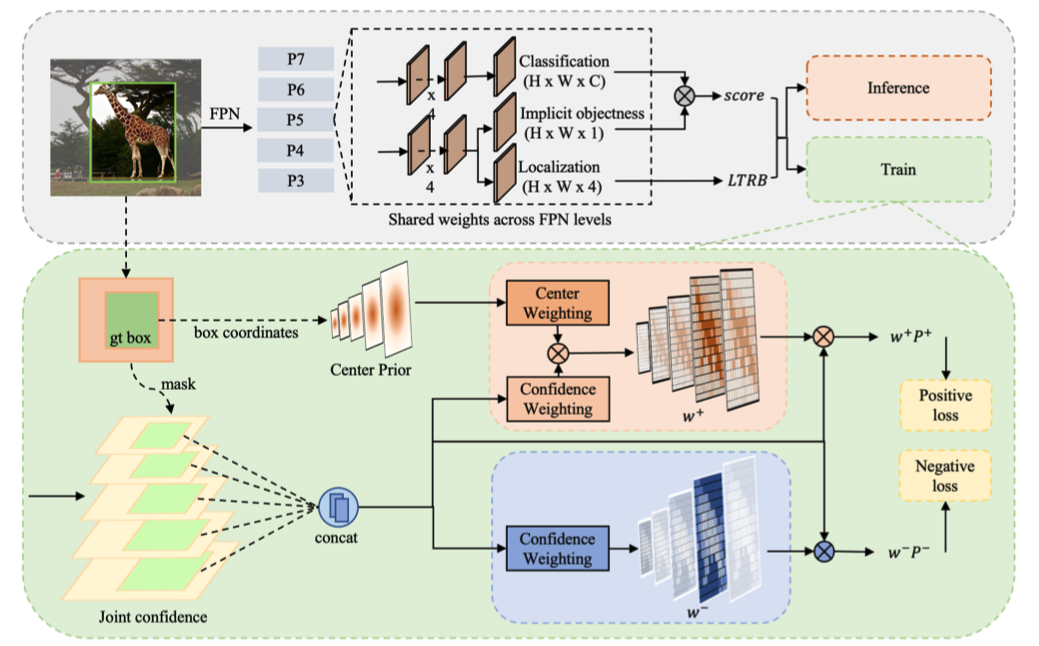 FPN
P7
P6
P5
P4
P3
x
4
x
4
Classification
(H x W x C)
Implicit objectness
(H x W x 1)
Localization
(H x W x 4)
Shared weights across FPN levels
score
LTRB
Inference
Train
gt box
box coordinates
mask
Center Prior
Center
Weighting
Confidence
Weighting
w⁺
w⁺P⁺
Positive
loss
Negative
loss
concat
Confidence
Weighting
w⁻
w⁻P⁻
Joint confidence